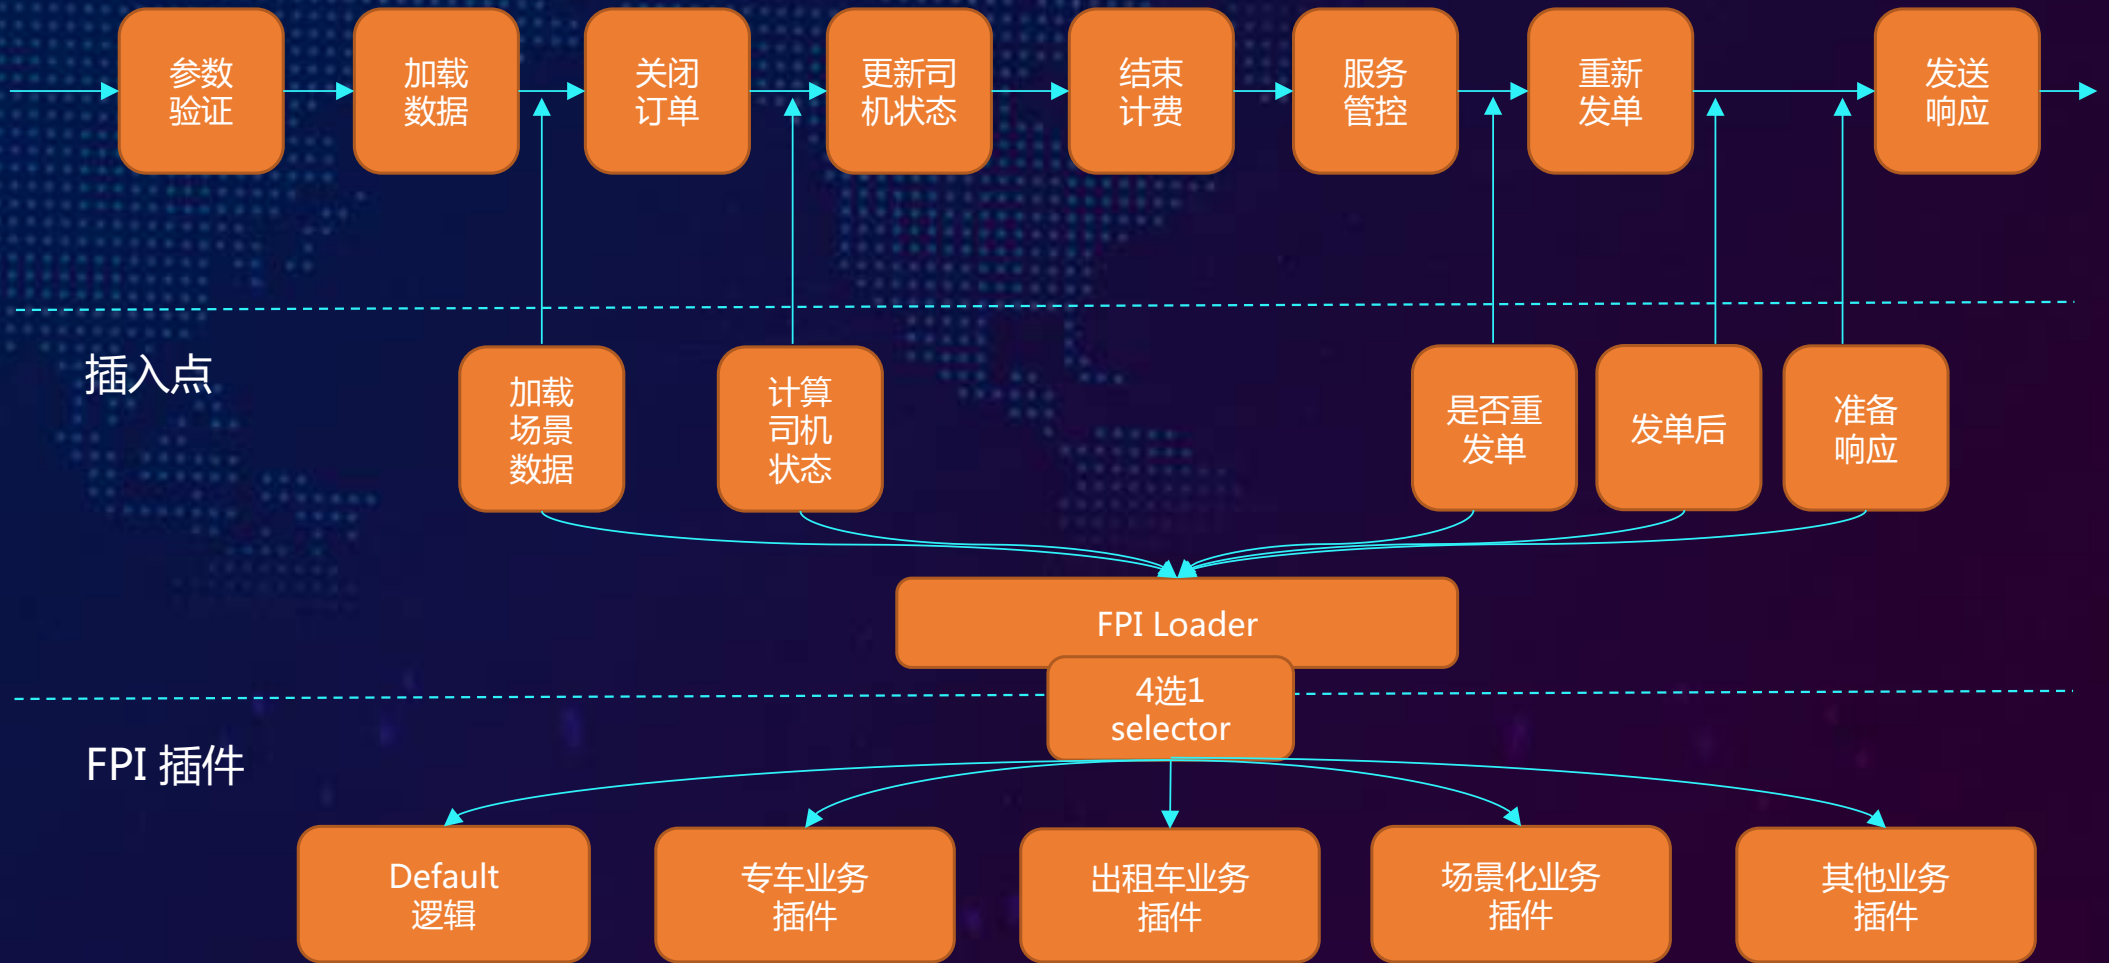 参数
验证
加载
数据
关闭
订单
更新司
机状态
结束
计费
服务
管控
重新
发单
发送
响应
插入点
加载
场景
数据
计算
司机
状态
是否重
发单
发单后
准备
响应
FPI Loader
4选1
selector
FPI 插件
Default
逻辑
专车业务
插件
出租车业务
插件
场景化业务
插件
其他业务
插件